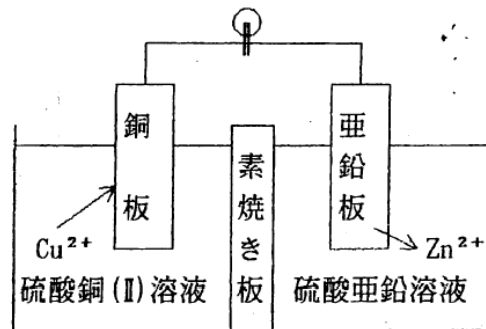 銅板
亜鉛板
素焼き板
Cu²⁺
Zn²⁺
硫酸銅(Ⅱ)溶液
硫酸亜鉛溶液